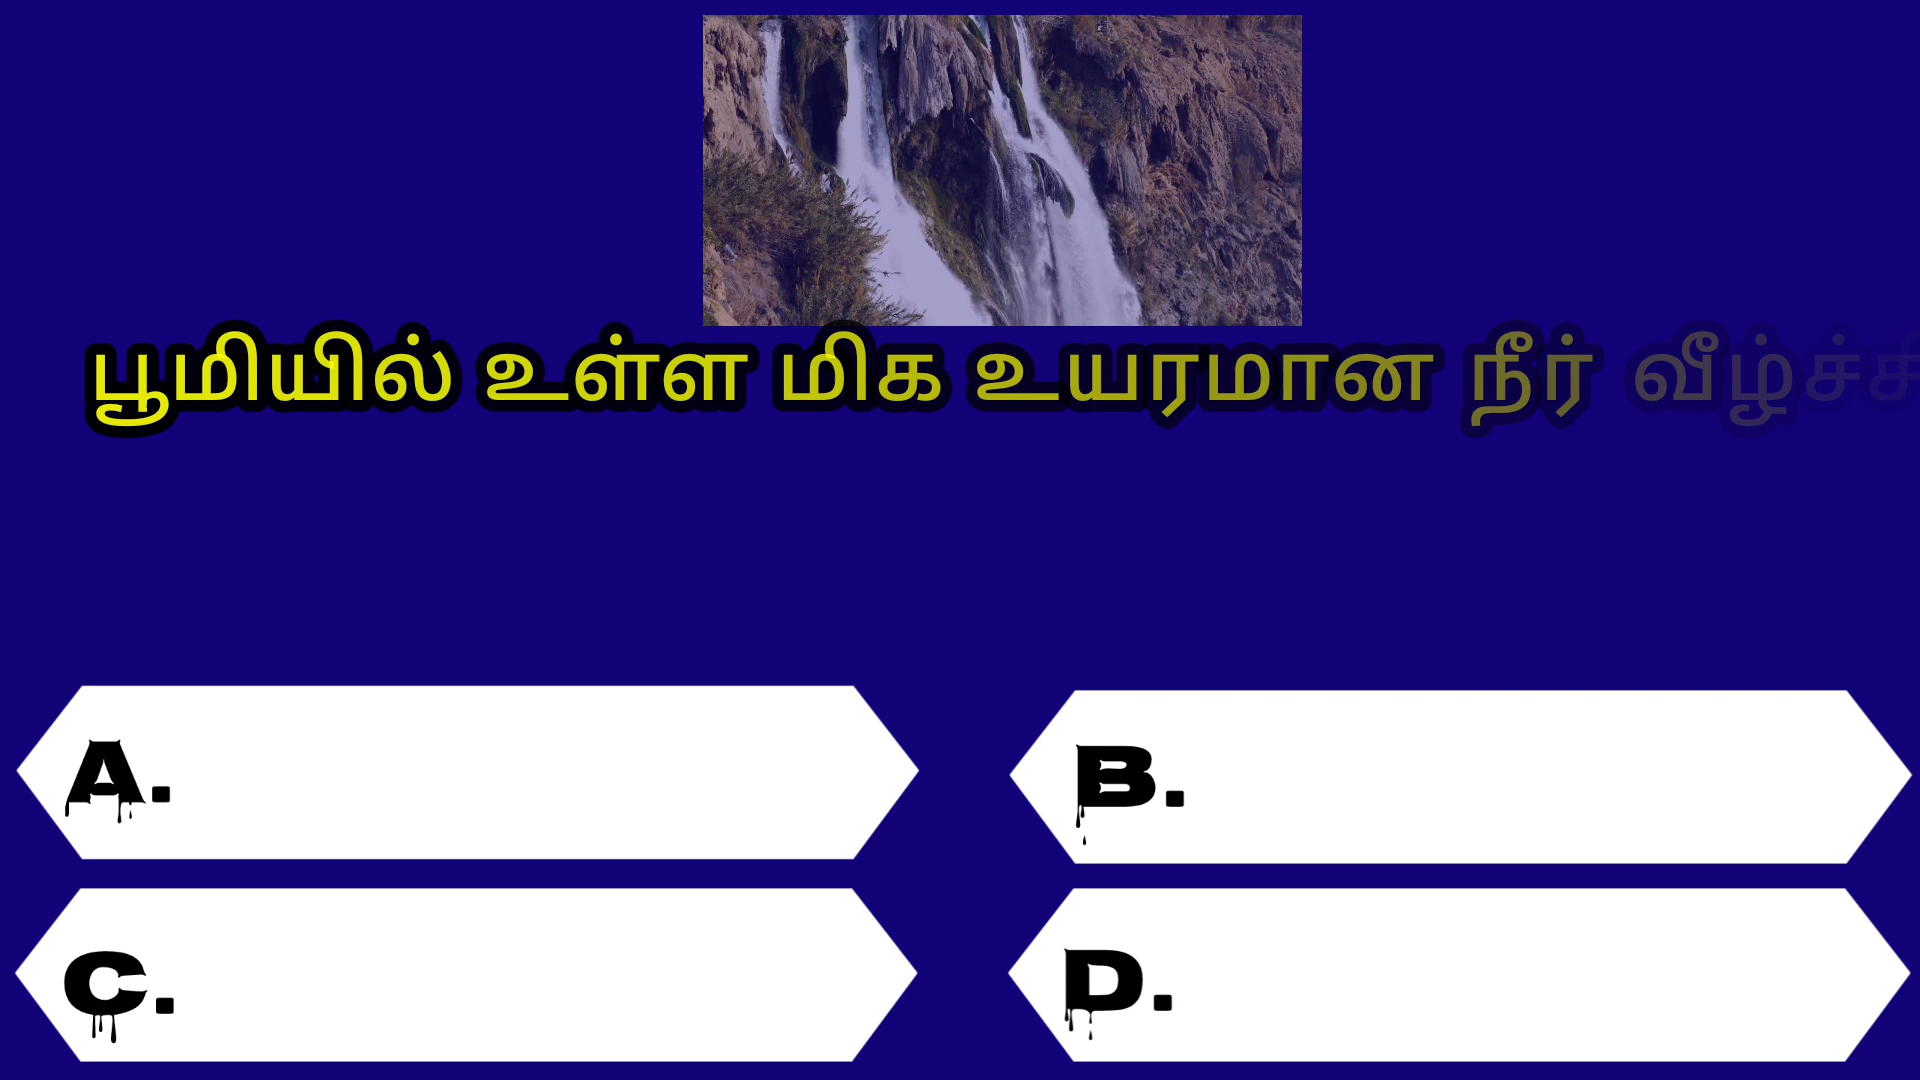 பூமியில் உள்ள மிக உயரமான நீர் வீழ்ச்சி
A.
B.
C.
D.